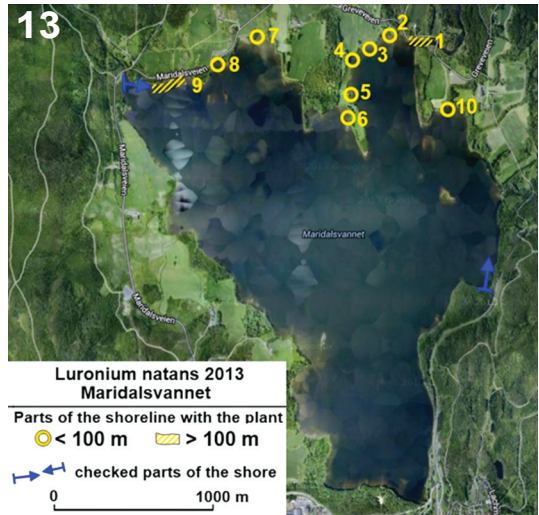 13
Greveveien
7
2
1
3
4
8
Maridalsveien
Greveveien
9
5
10
6
Maridalsveien
Maridalsvannet
Maridalsveien
Luronium natans 2013
Maridalsvannet
Parts of the shoreline with the plant
< 100 m > 100 m
checked parts of the shore
0 1000 m